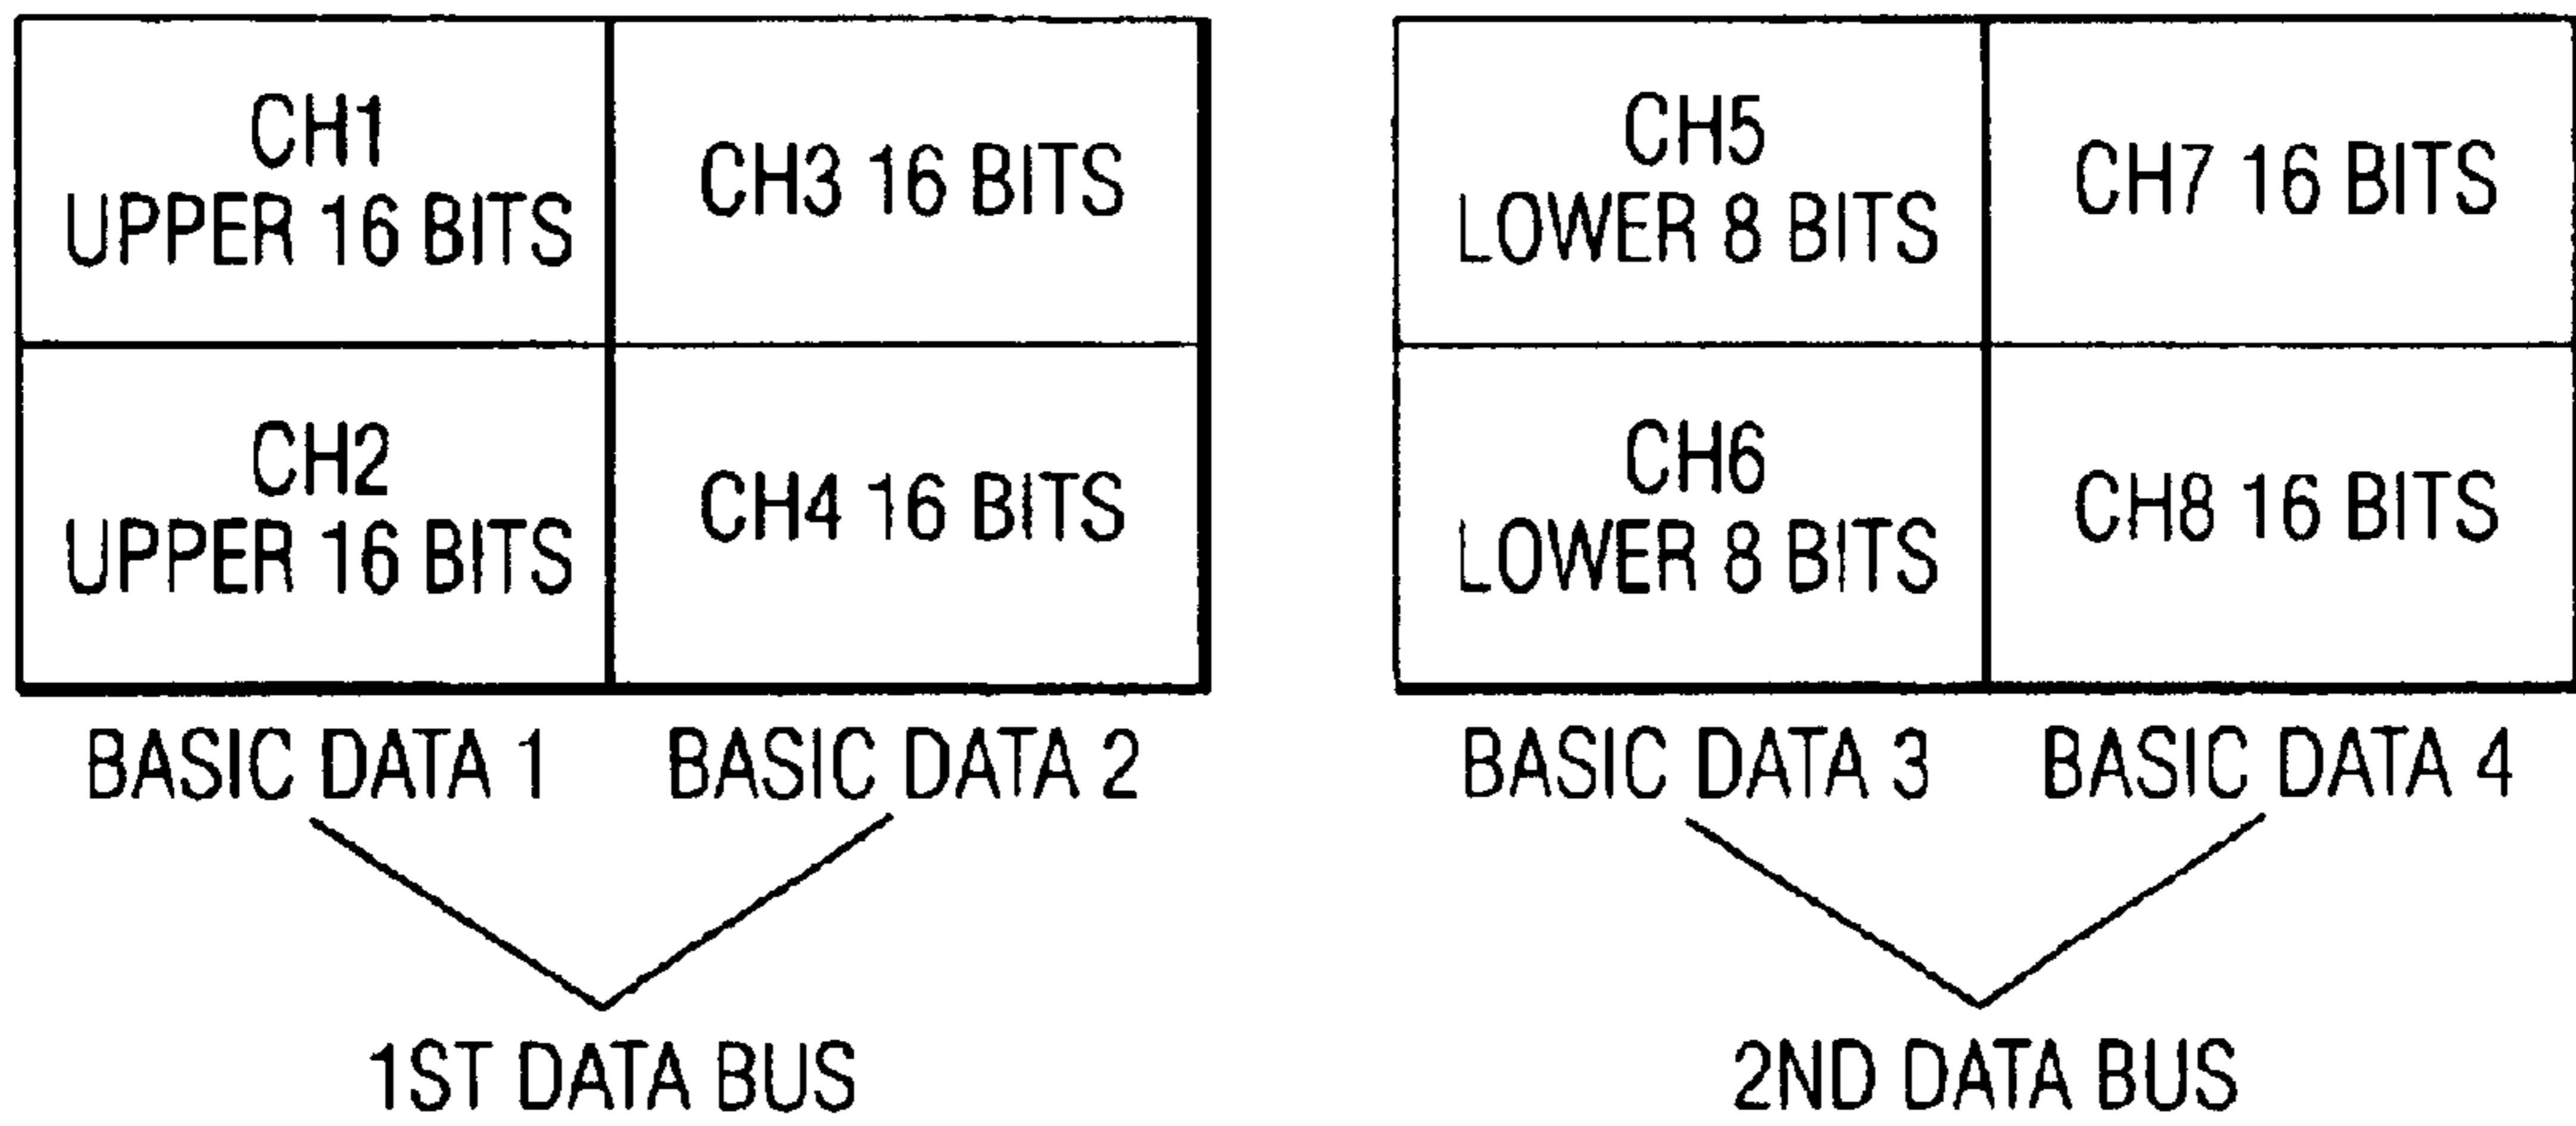 CH1
UPPER 16 BITS
CH3 16 BITS
CH2
UPPER 16 BITS
CH4 16 BITS
BASIC DATA 1
BASIC DATA 2
1ST DATA BUS
CH5
LOWER 8 BITS
CH7 16 BITS
CH6
LOWER 8 BITS
CH8 16 BITS
BASIC DATA 3
BASIC DATA 4
2ND DATA BUS